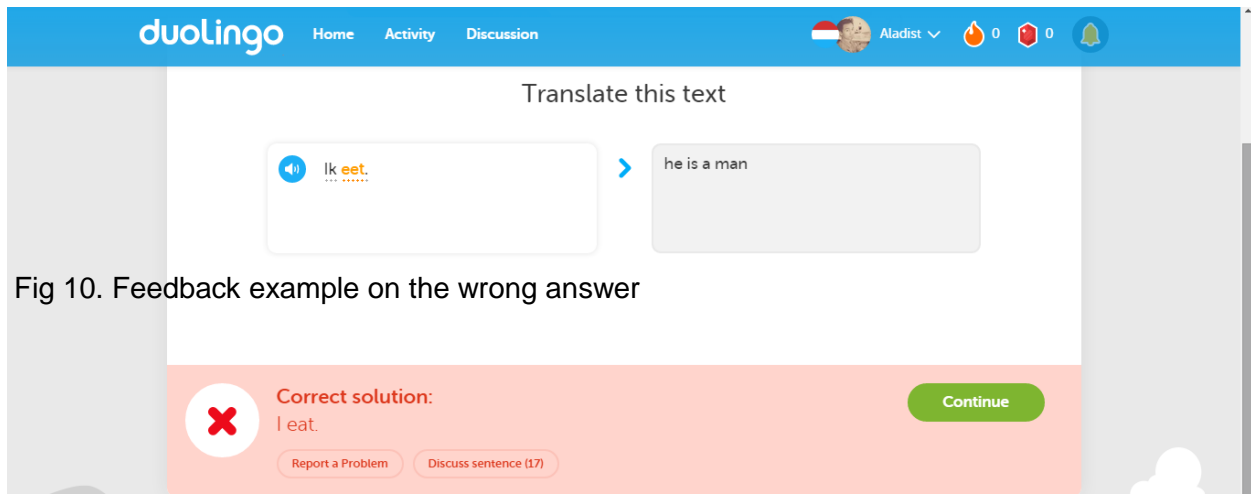 duolingo Home Activity Discussion Aladist 0 0
Translate this text
Ik eet.
he is a man
Fig 10. Feedback example on the wrong answer
Correct solution:
I eat.
Continue
Report a Problem Discuss sentence (17)